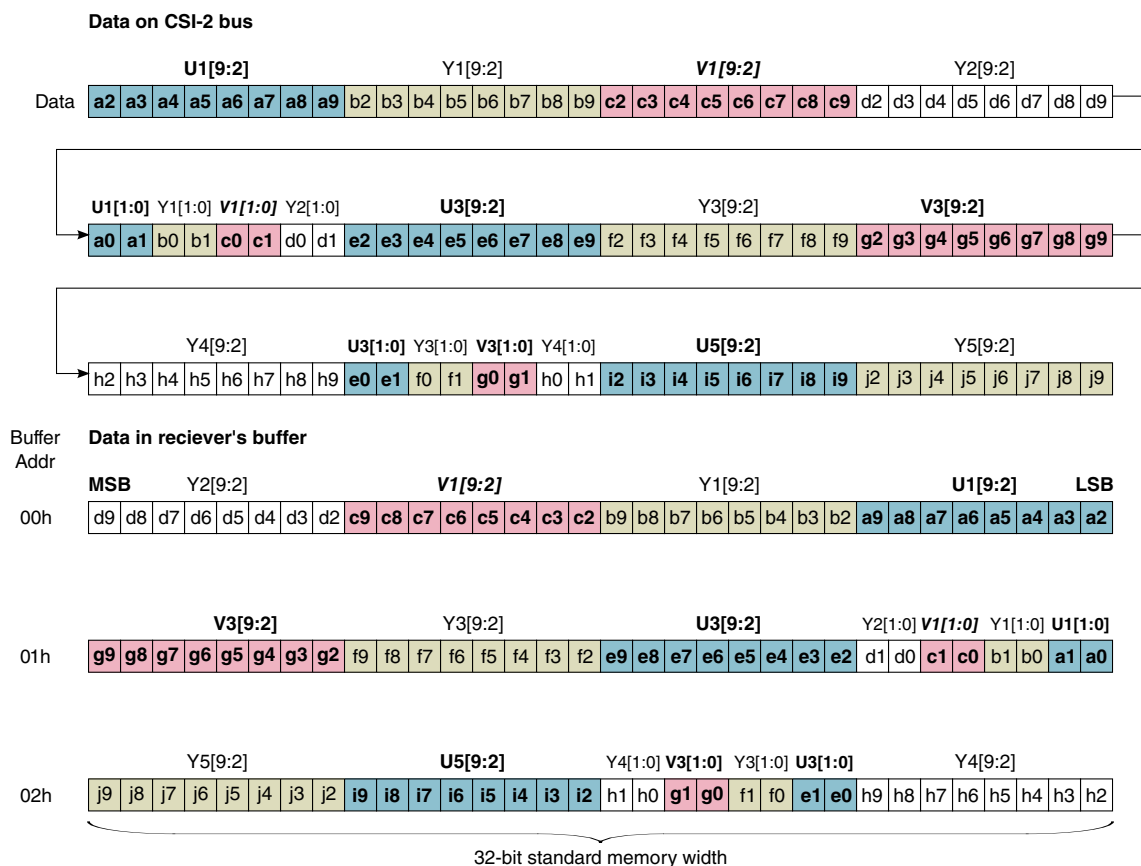 Data on CSI-2 bus
U1[9:2] Y1[9:2] V1[9:2] Y2[9:2]
Data a2 a3 a4 a5 a6 a7 a8 a9 b2 b3 b4 b5 b6 b7 b8 b9 c2 c3 c4 c5 c6 c7 c8 c9 d2 d3 d4 d5 d6 d7 d8 d9
U1[1:0] Y1[1:0] V1[1:0] Y2[1:0] U3[9:2] Y3[9:2] V3[9:2]
a0 a1 b0 b1 c0 c1 d0 d1 e2 e3 e4 e5 e6 e7 e8 e9 f2 f3 f4 f5 f6 f7 f8 f9 g2 g3 g4 g5 g6 g7 g8 g9
Y4[9:2] U3[1:0] Y3[1:0] V3[1:0] Y4[1:0] U5[9:2] Y5[9:2]
h2 h3 h4 h5 h6 h7 h8 h9 e0 e1 f0 f1 g0 g1 h0 h1 i2 i3 i4 i5 i6 i7 i8 i9 j2 j3 j4 j5 j6 j7 j8 j9
Buffer Addr
Data in reciever's buffer
MSB Y2[9:2] V1[9:2] Y1[9:2] U1[9:2] LSB
00h d9 d8 d7 d6 d5 d4 d3 d2 c9 c8 c7 c6 c5 c4 c3 c2 b9 b8 b7 b6 b5 b4 b3 b2 a9 a8 a7 a6 a5 a4 a3 a2
V3[9:2] Y3[9:2] U3[9:2] Y2[1:0] V1[1:0] Y1[1:0] U1[1:0]
01h g9 g8 g7 g6 g5 g4 g3 g2 f9 f8 f7 f6 f5 f4 f3 f2 e9 e8 e7 e6 e5 e4 e3 e2 d1 d0 c1 c0 b1 b0 a1 a0
Y5[9:2] U5[9:2] Y4[1:0] V3[1:0] Y3[1:0] U3[1:0] Y4[9:2]
02h j9 j8 j7 j6 j5 j4 j3 j2 i9 i8 i7 i6 i5 i4 i3 i2 h1 h0 g1 g0 f1 f0 e1 e0 h9 h8 h7 h6 h5 h4 h3 h2
32-bit standard memory width